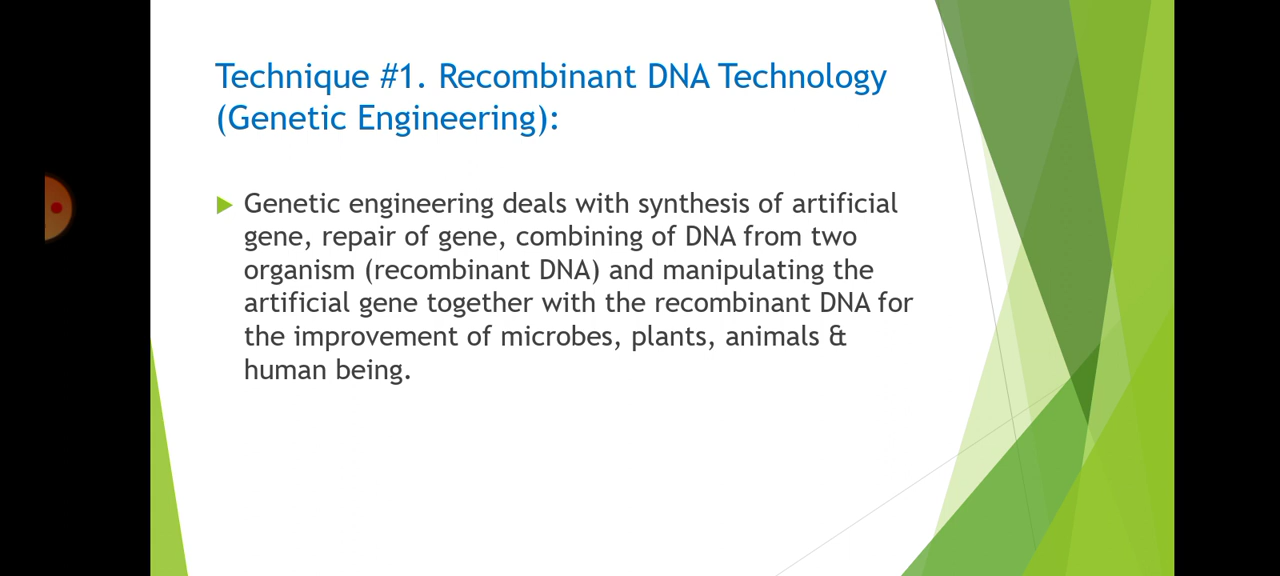 Technique #1. Recombinant DNA Technology
(Genetic Engineering):
Genetic engineering deals with synthesis of artificial
gene, repair of gene, combining of DNA from two
organism (recombinant DNA) and manipulating the
artificial gene together with the recombinant DNA for
the improvement of microbes, plants, animals &
human being.